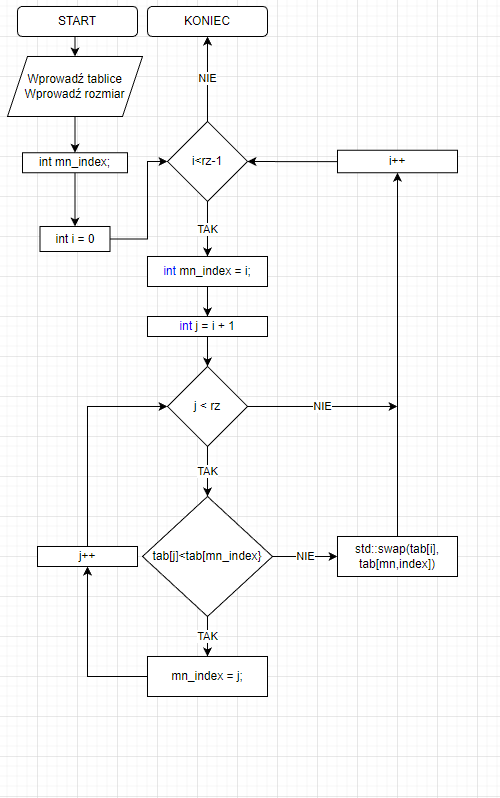 START
KONIEC
Wprowadź tablice
Wprowadź rozmiar
NIE
int mn_index;
i<rz-1
i++
int i = 0
TAK
int mn_index = i;
int j = i + 1
j < rz
NIE
TAK
j++
tab[j]<tab[mn_index}
NIE
std::swap(tab[i],
tab[mn,index])
TAK
mn_index = j;